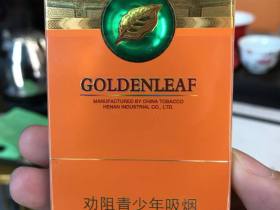 GOLDENLEAF
MANUFACTURED BY CHINA TOBACCO
HENAN INDUSTRIAL CO., LTD.
劝阻青少年吸烟